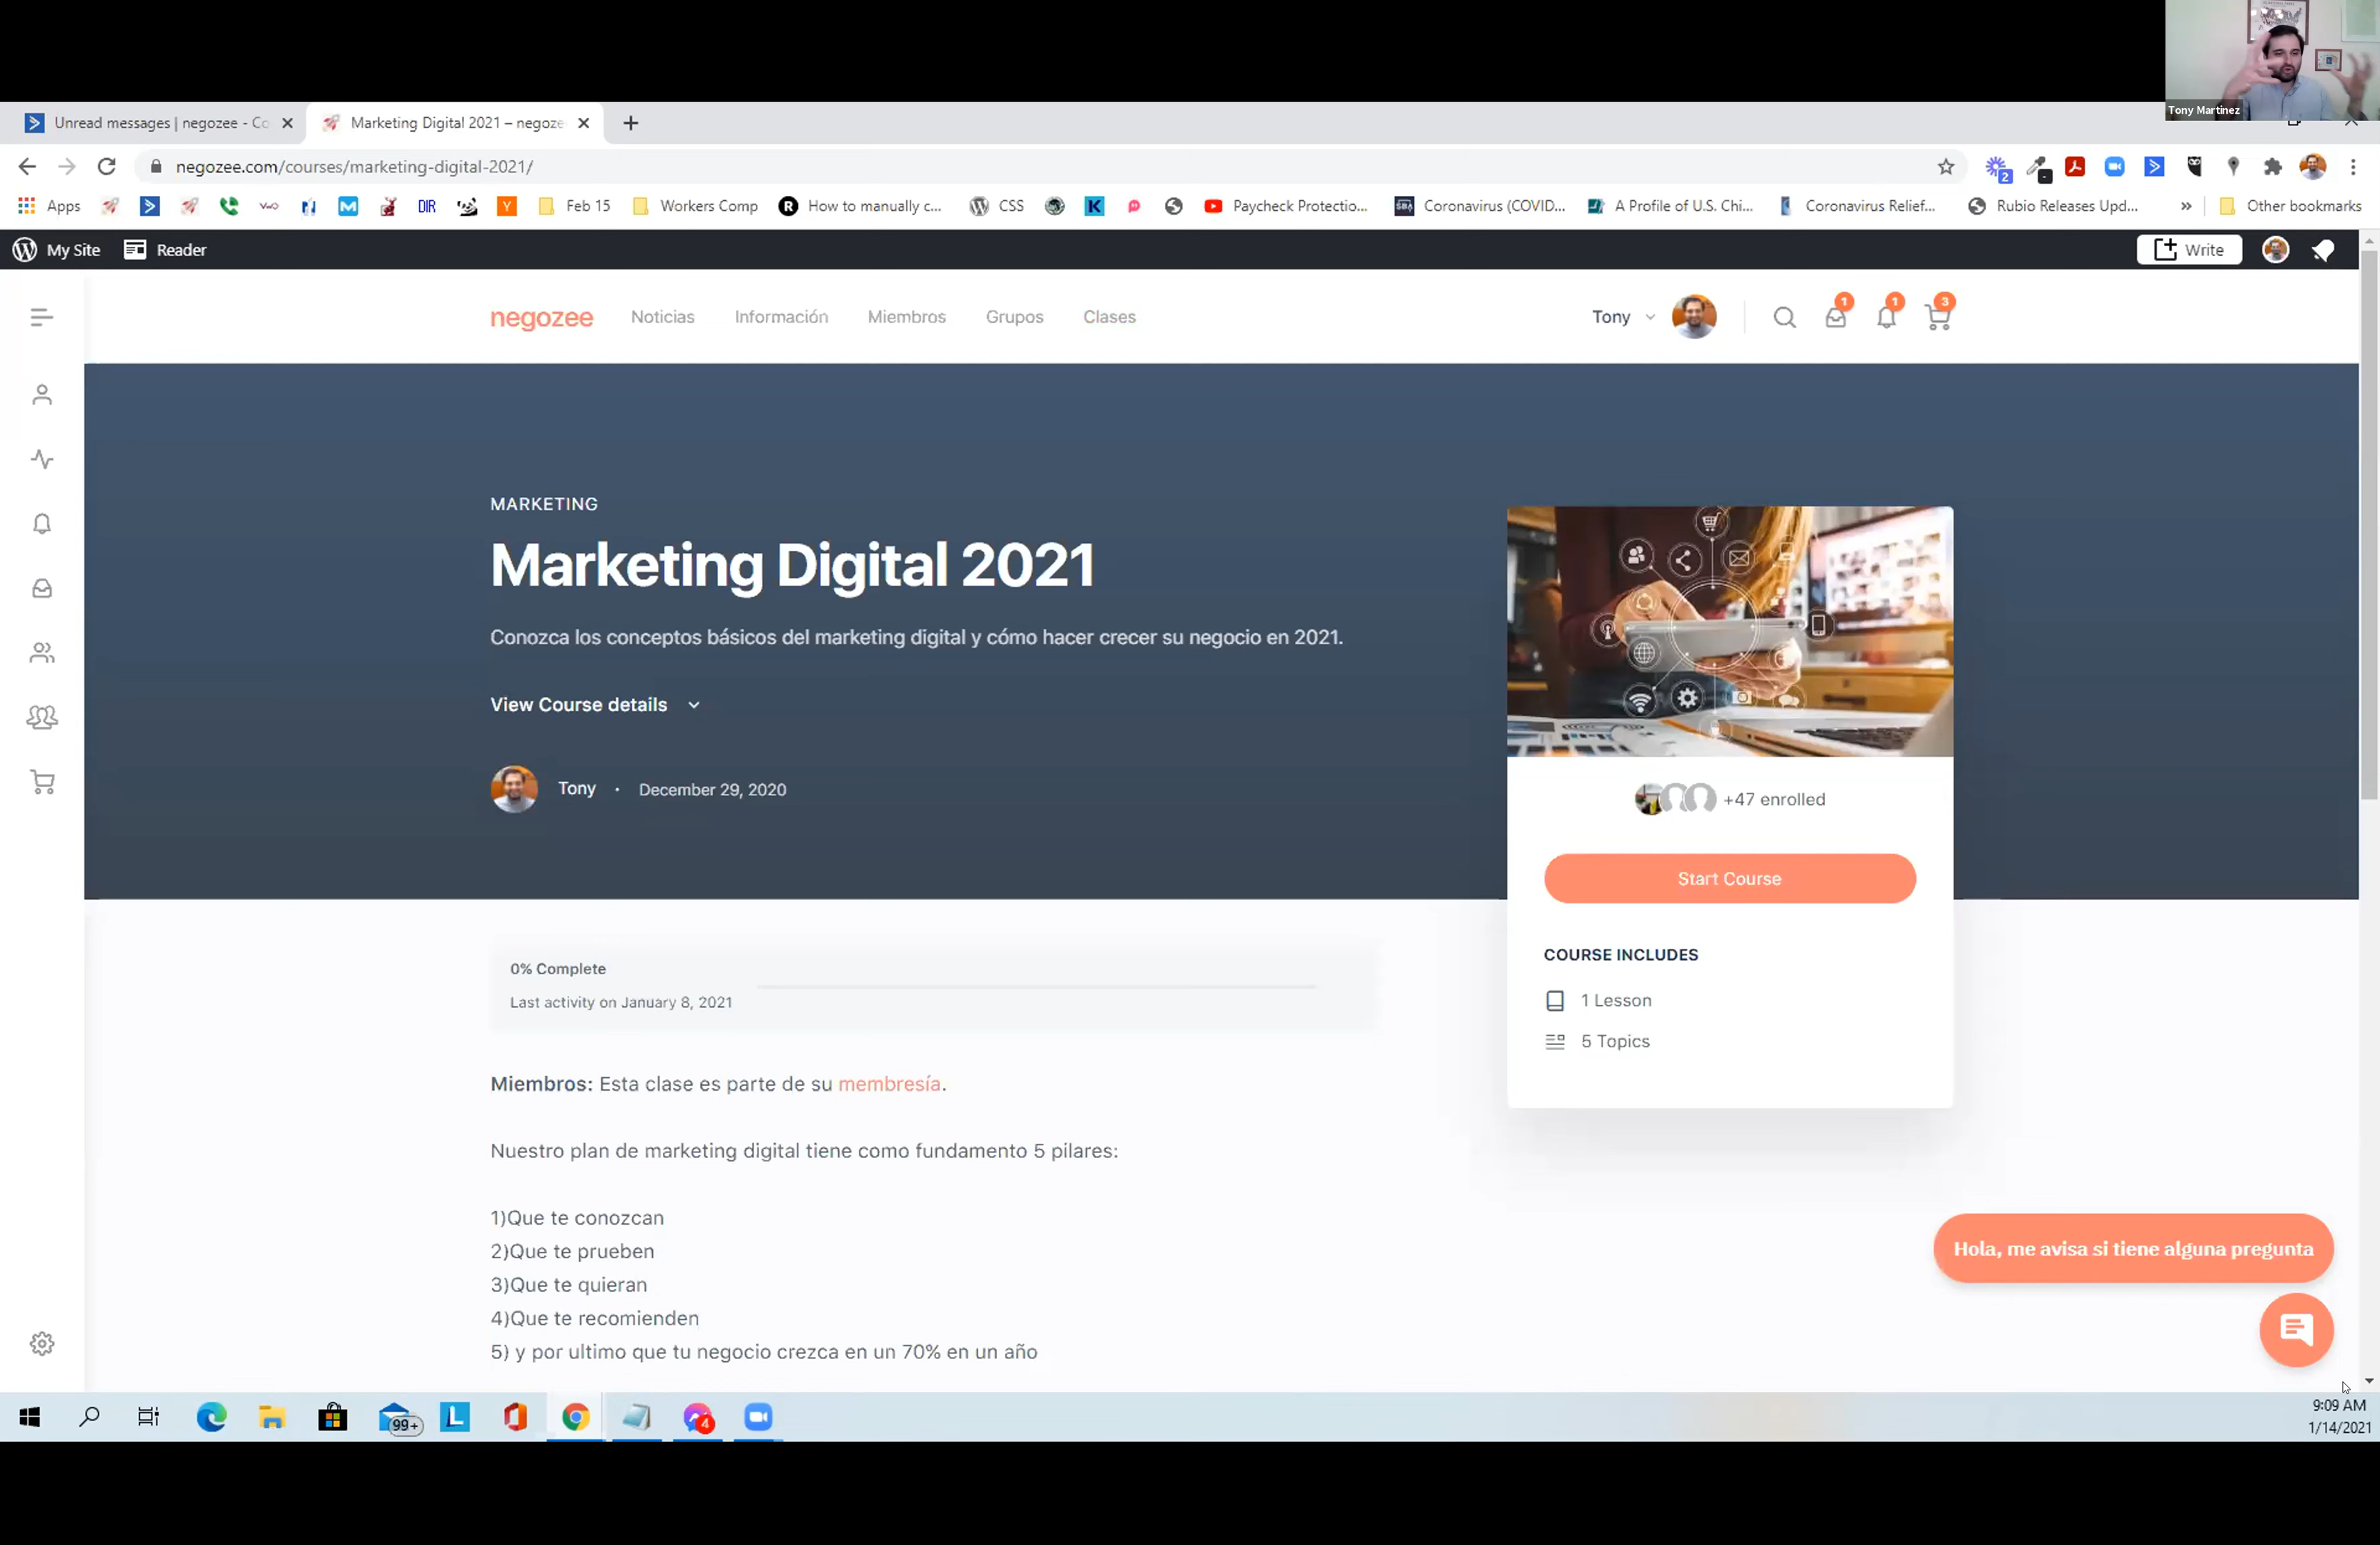 Tony Martinez
Unread messages | negozee - Co
Marketing Digital 2021 – negoze
negozee.com/courses/marketing-digital-2021/
2
Apps
DIR
Feb 15
Workers Comp
How to manually c...
CSS
Paycheck Protectio...
Coronavirus (COVID...
A Profile of U.S. Chi...
Coronavirus Relief...
Rubio Releases Upd...
»
Other bookmarks
My Site
Reader
Write
negozee
Noticias
Información
Miembros
Grupos
Clases
Tony
1
1
3
MARKETING
Marketing Digital 2021
Conozca los conceptos básicos del marketing digital y cómo hacer crecer su negocio en 2021.
View Course details
Tony · December 29, 2020
+47 enrolled
Start Course
COURSE INCLUDES
1 Lesson
5 Topics
0% Complete
Last activity on January 8, 2021
Miembros: Esta clase es parte de su membresía.
Nuestro plan de marketing digital tiene como fundamento 5 pilares:
1)Que te conozcan
2)Que te prueben
3)Que te quieran
4)Que te recomienden
5) y por ultimo que tu negocio crezca en un 70% en un año
Hola, me avisa si tiene alguna pregunta
99+
4
9:09 AM
1/14/2021